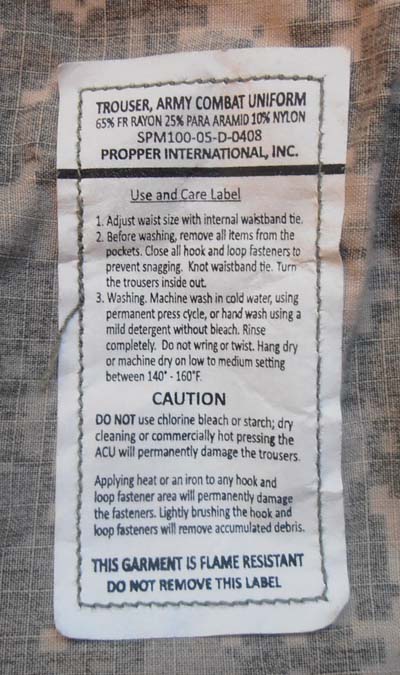 TROUSER, ARMY COMBAT UNIFORM
65% FR RAYON 25% PARA ARAMID 10% NYLON
SPM100-05-D-0408
PROPPER INTERNATIONAL, INC.
Use and Care Label
1. Adjust waist size with internal waistband tie.
2. Before washing, remove all items from the
pockets. Close all hook and loop fasteners to
prevent snagging. Knot waistband tie. Turn
the trousers inside out.
3. Washing. Machine wash in cold water, using
permanent press cycle, or hand wash using a
mild detergent without bleach. Rinse
completely. Do not wring or twist. Hang dry
or machine dry on low to medium setting
between 140° - 160°F.
CAUTION
DO NOT use chlorine bleach or starch; dry
cleaning or commercially hot pressing the
ACU will permanently damage the trousers.
Applying heat or an iron to any hook and
loop fastener area will permanently damage
the fasteners. Lightly brushing the hook and
loop fasteners will remove accumulated debris.
THIS GARMENT IS FLAME RESISTANT
DO NOT REMOVE THIS LABEL